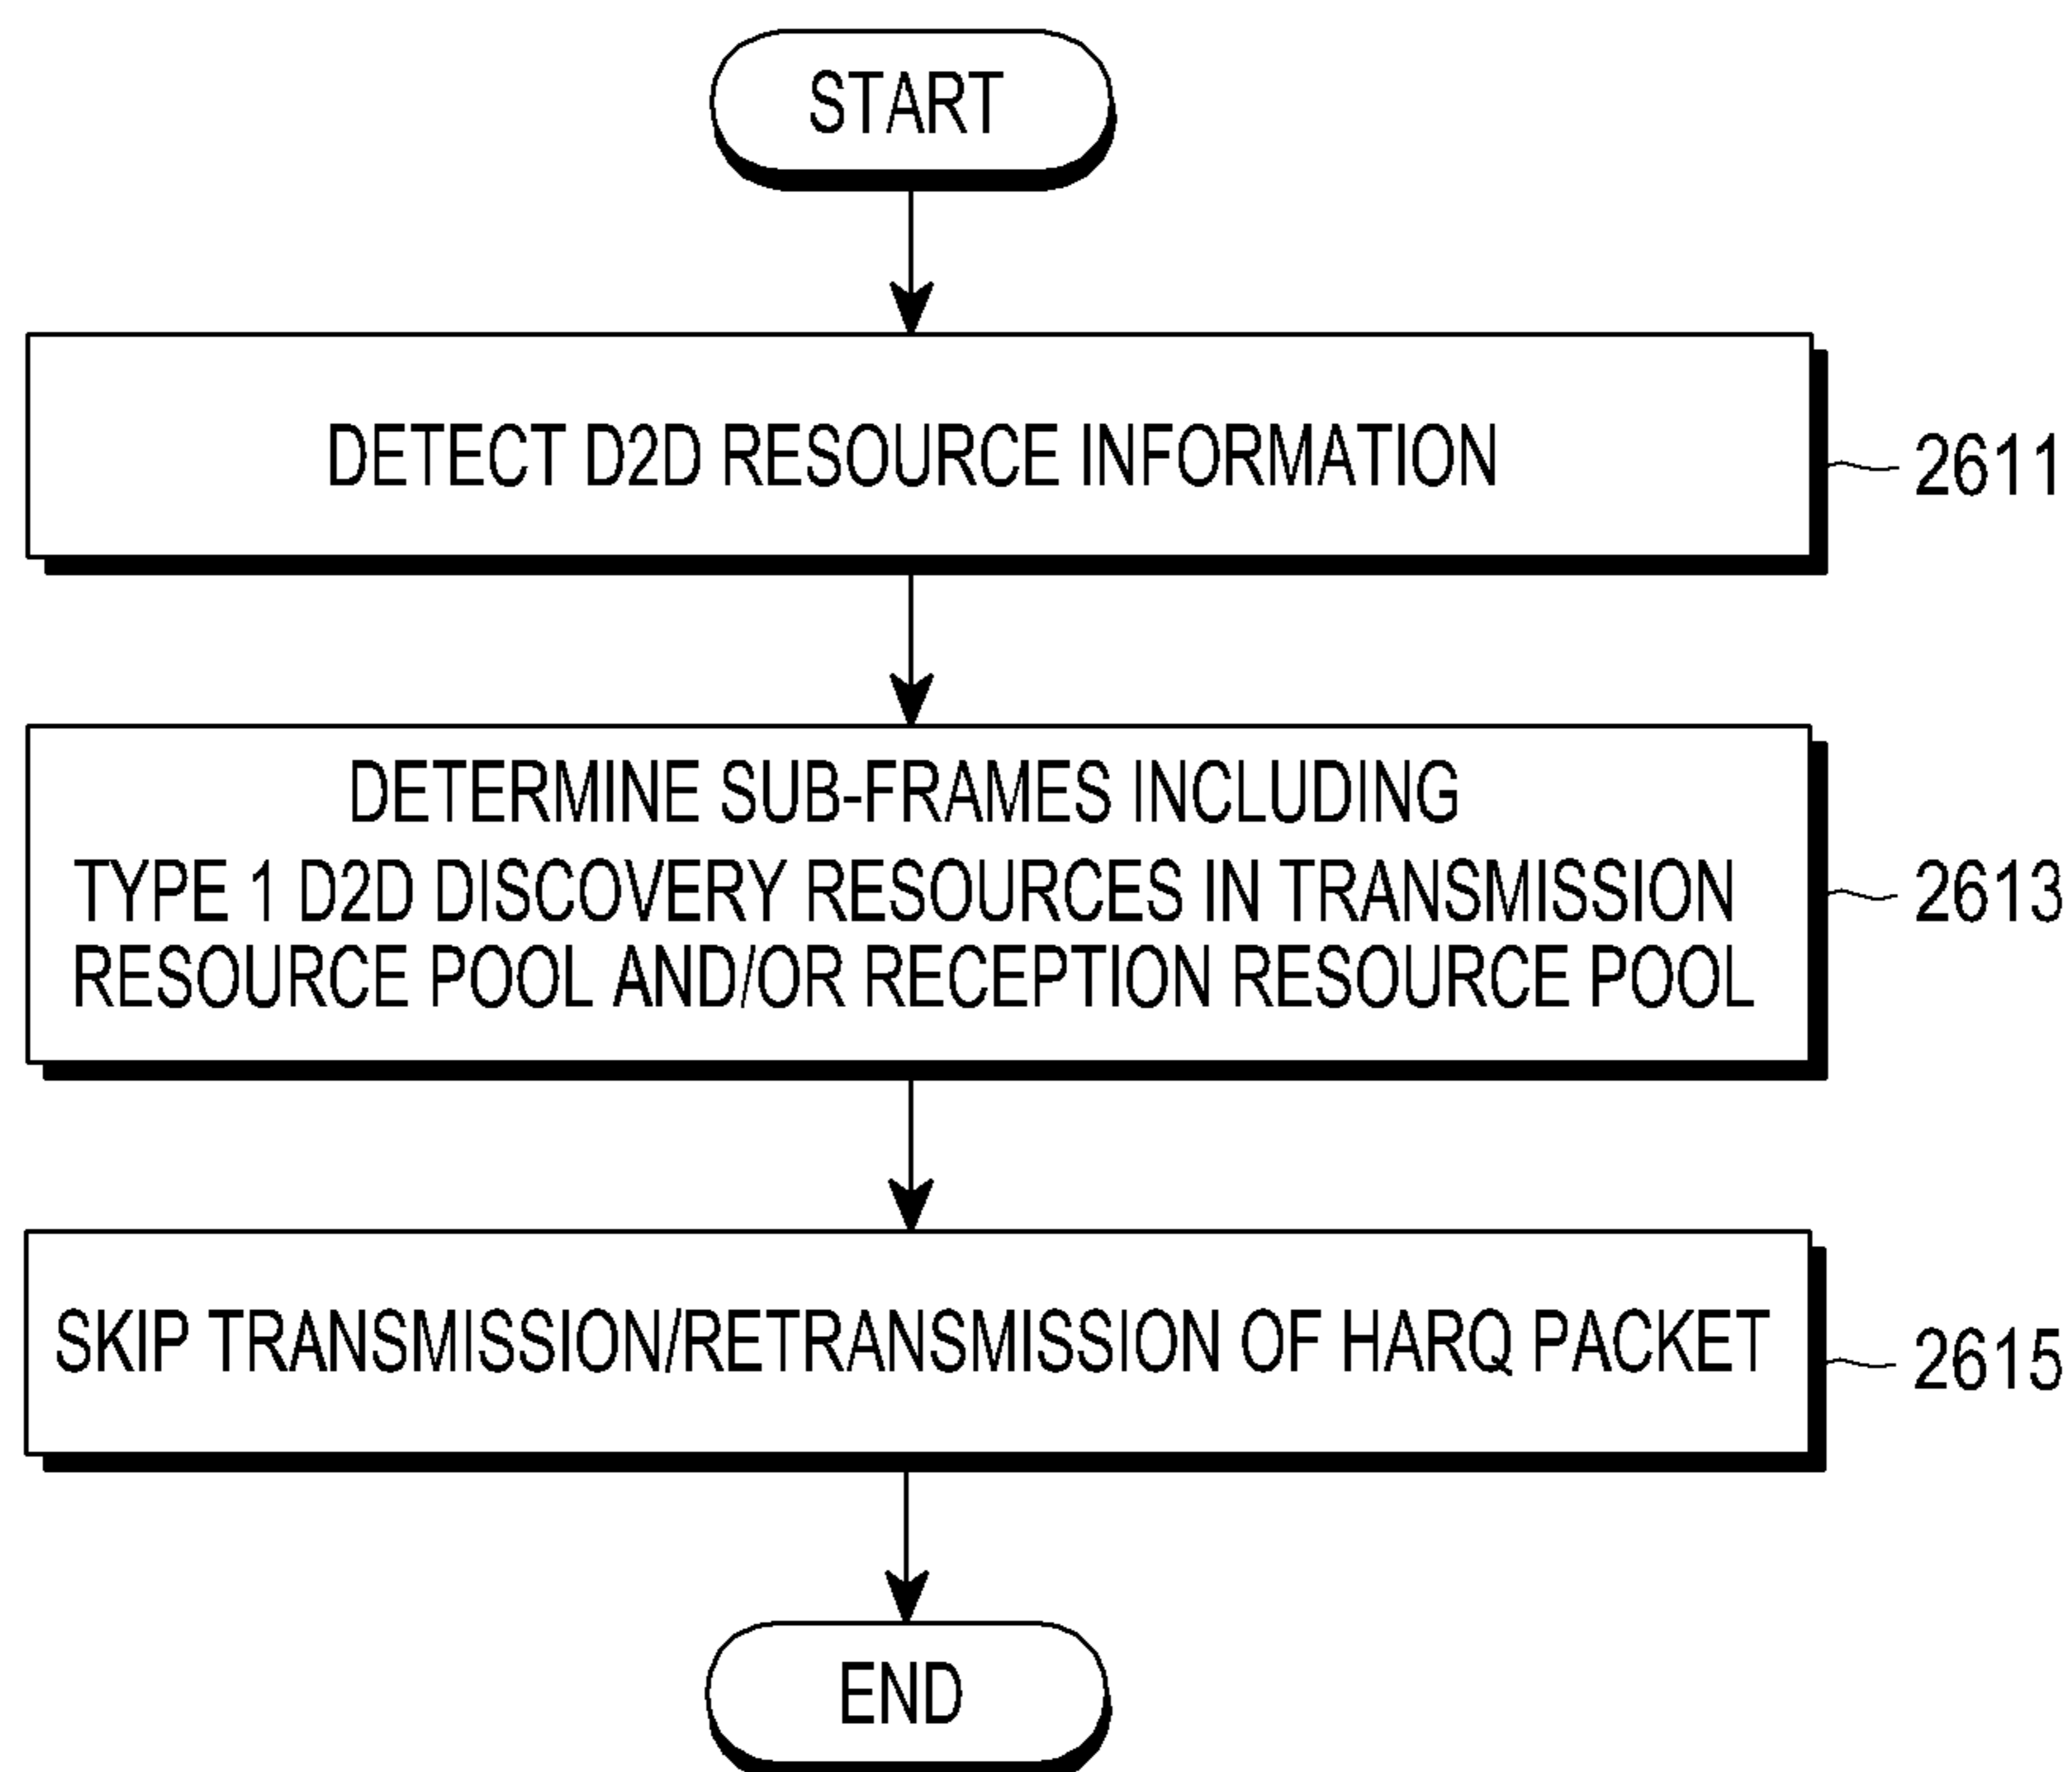 START
DETECT D2D RESOURCE INFORMATION
2611
DETERMINE SUB-FRAMES INCLUDING
TYPE 1 D2D DISCOVERY RESOURCES IN TRANSMISSION
RESOURCE POOL AND/OR RECEPTION RESOURCE POOL
2613
SKIP TRANSMISSION/RETRANSMISSION OF HARQ PACKET
2615
END